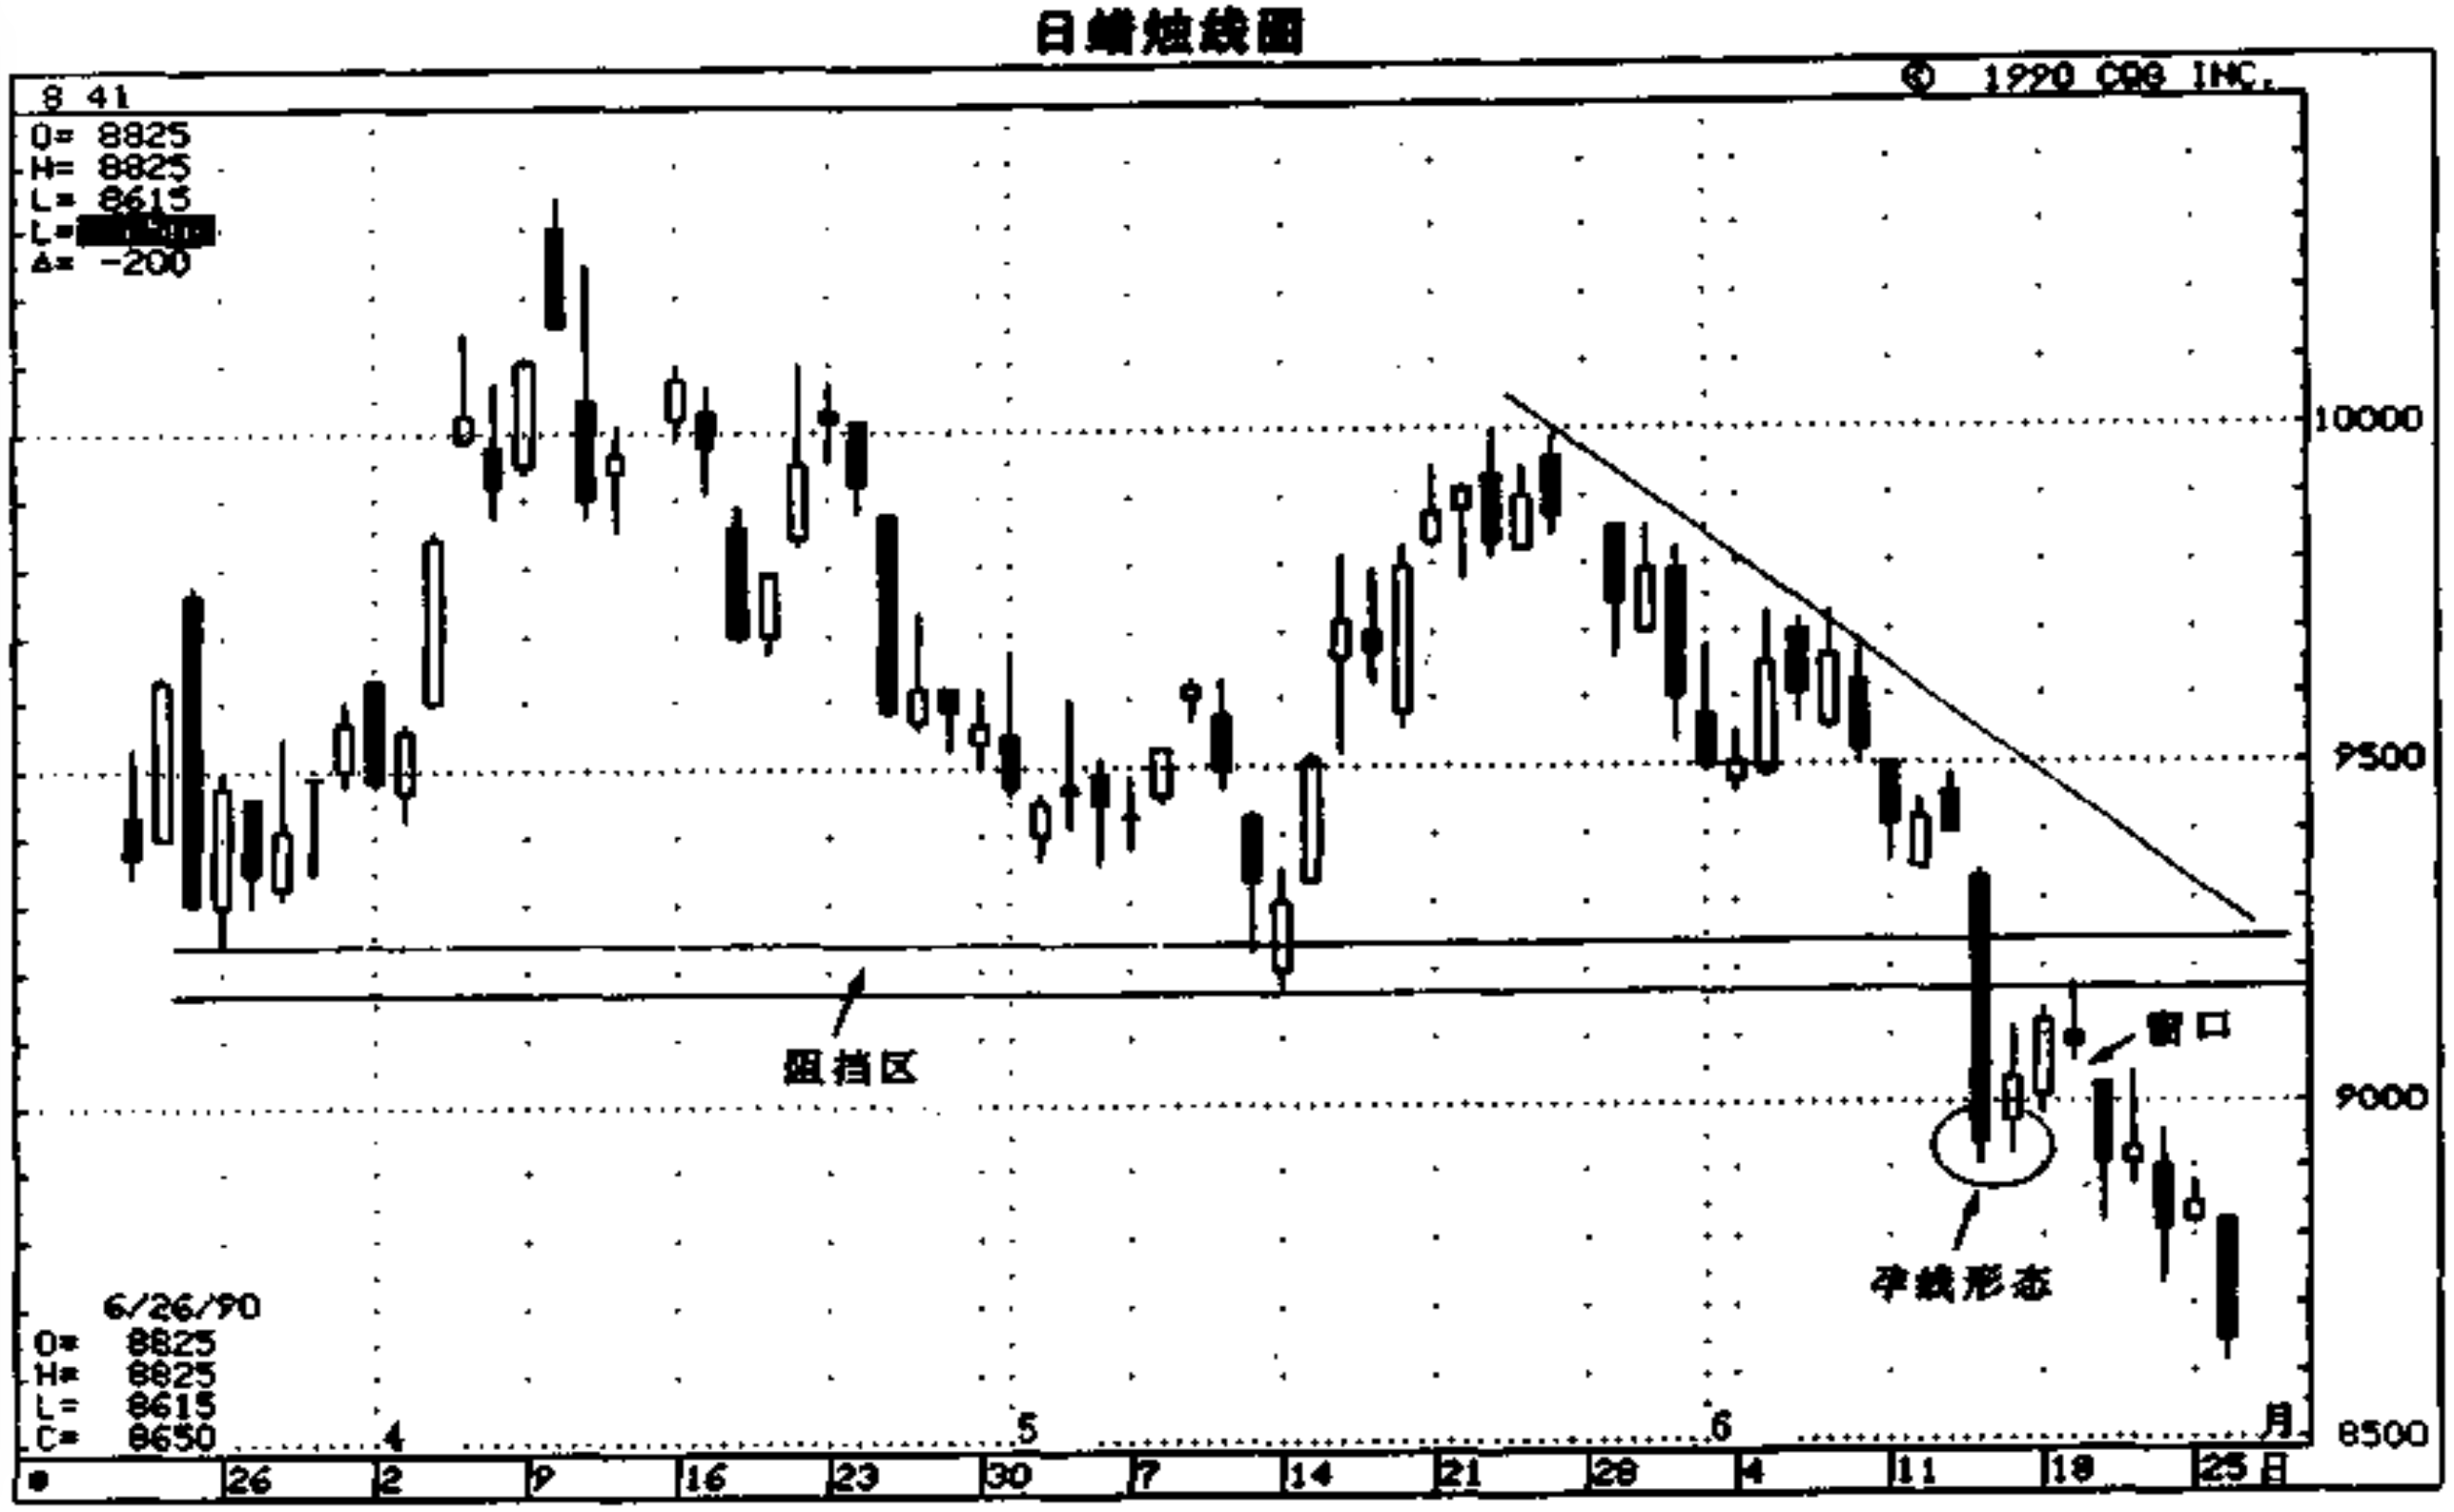 日蜡烛线图
© 1990 CQG INC.
8 41
O= 8825
H= 8825
L= 8615
L=
Δ= -200
10000
9500
9000
8500
阻挡区
窗口
孕线形态
6/26/90
O= 8825
H= 8825
L= 8615
C= 8650
4 5 6 月
26 2 9 16 23 30 7 14 21 28 4 11 18 25 日